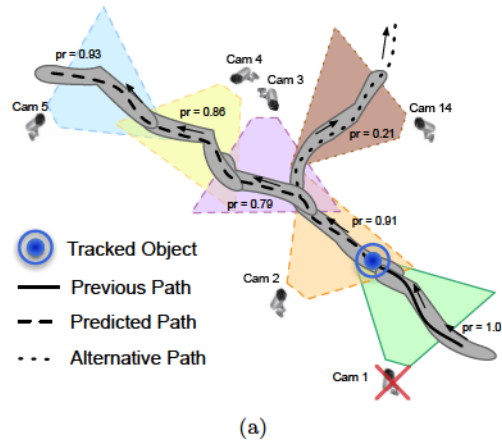 pr = 0.93
Cam 4
Cam 3
Cam 5
pr = 0.86
Cam 14
pr = 0.21
pr = 0.79
pr = 0.91
Tracked Object
Cam 2
Previous Path
Predicted Path
pr = 1.0
Alternative Path
Cam 1
(a)